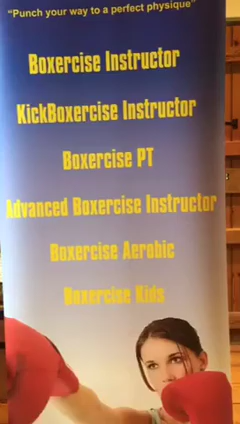 "Punch your way to a perfect physique"
Boxercise Instructor
KickBoxercise Instructor
Boxercise PT
Advanced Boxercise Instructor
Boxercise Aerobic
Boxercise Kids